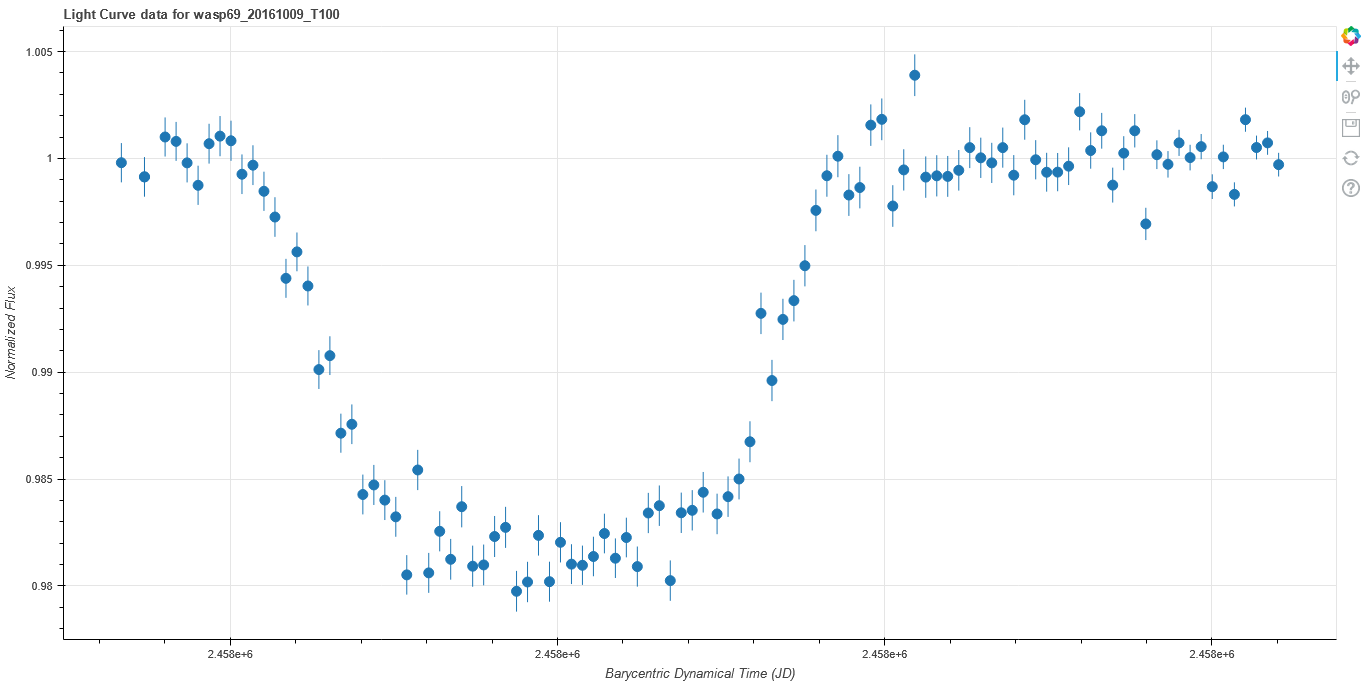 Light Curve data for wasp69_20161009_T100
1.005
1
0.995
0.99
0.985
0.98
Normalized Flux
2.458e+6 2.458e+6 2.458e+6 2.458e+6
Barycentric Dynamical Time (JD)